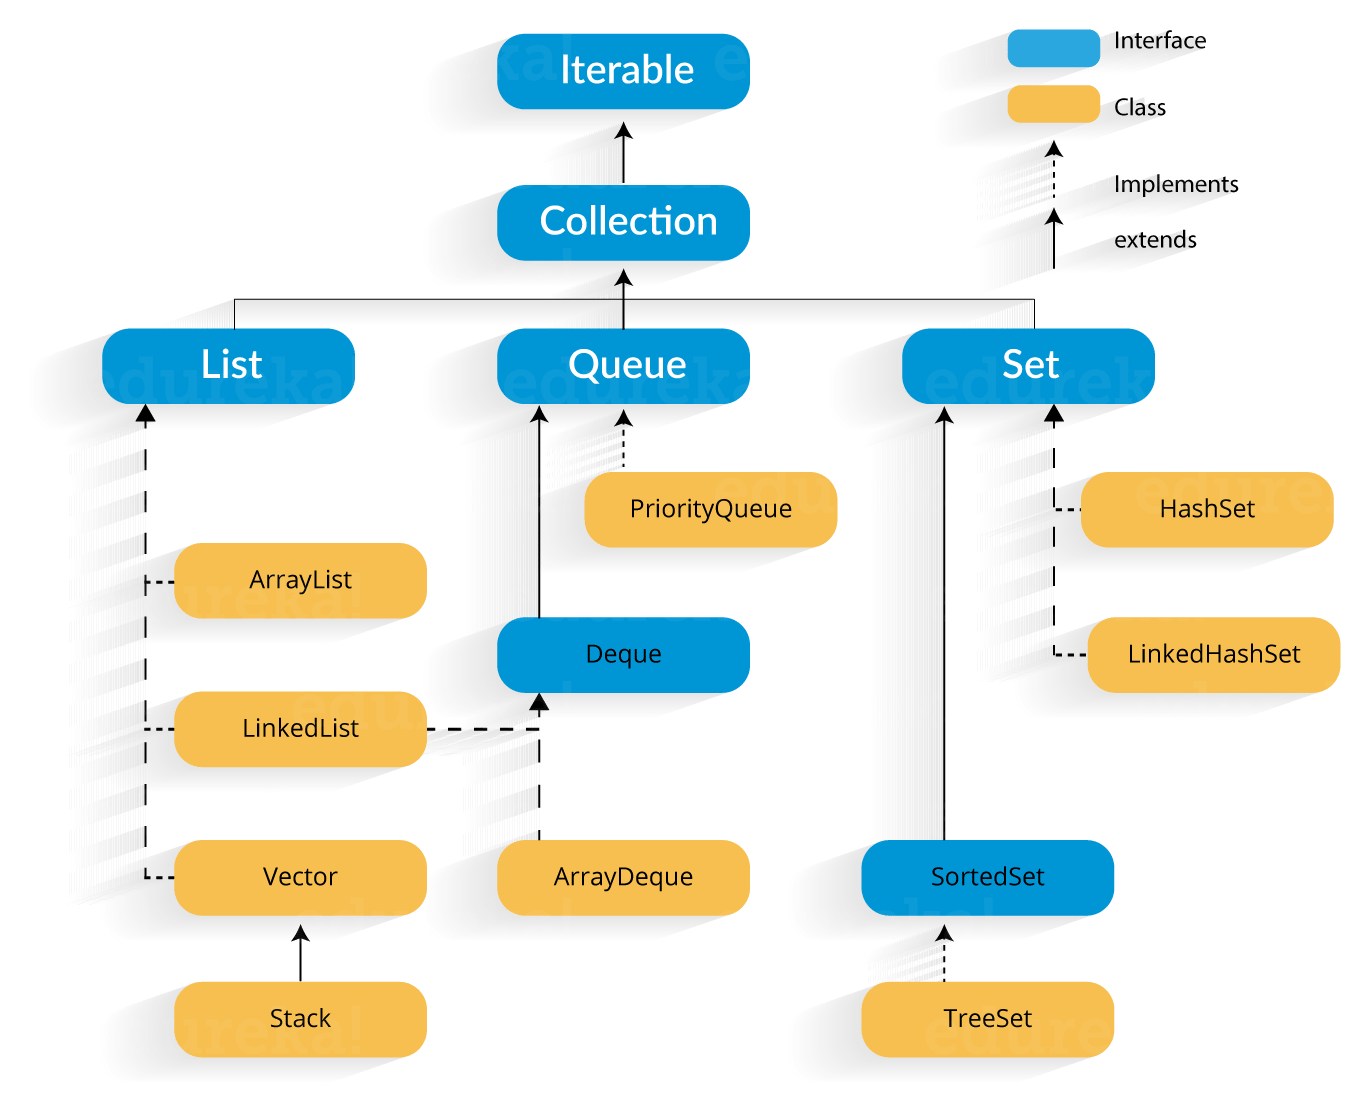 Iterable
Interface
Class
Implements
extends
Collection
List
Queue
Set
PriorityQueue
HashSet
ArrayList
Deque
LinkedHashSet
LinkedList
Vector
ArrayDeque
SortedSet
Stack
TreeSet
edureka!